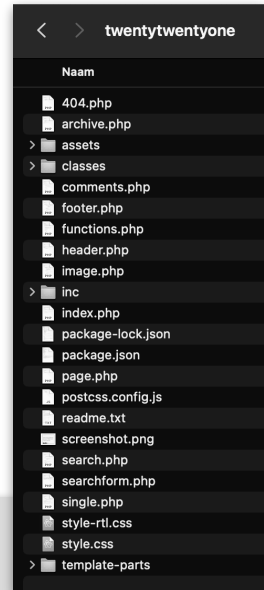 twentytwentyone
Naam
404.php
archive.php
assets
classes
comments.php
footer.php
functions.php
header.php
image.php
inc
index.php
package-lock.json
package.json
page.php
postcss.config.js
readme.txt
screenshot.png
search.php
searchform.php
single.php
style-rtl.css
style.css
template-parts